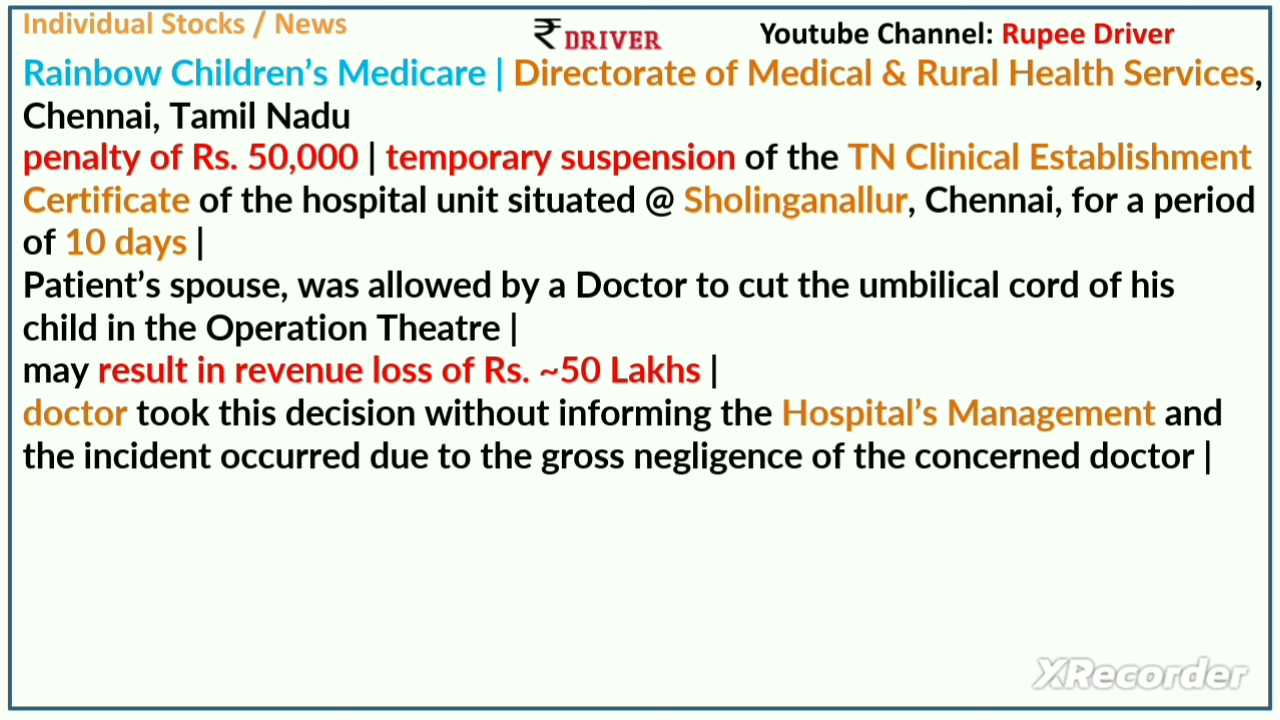 Individual Stocks / News
₹ DRIVER
Youtube Channel: Rupee Driver
Rainbow Children’s Medicare | Directorate of Medical & Rural Health Services,
Chennai, Tamil Nadu
penalty of Rs. 50,000 | temporary suspension of the TN Clinical Establishment
Certificate of the hospital unit situated @ Sholinganallur, Chennai, for a period
of 10 days |
Patient’s spouse, was allowed by a Doctor to cut the umbilical cord of his
child in the Operation Theatre |
may result in revenue loss of Rs. ~50 Lakhs |
doctor took this decision without informing the Hospital’s Management and
the incident occurred due to the gross negligence of the concerned doctor |
XRecorder